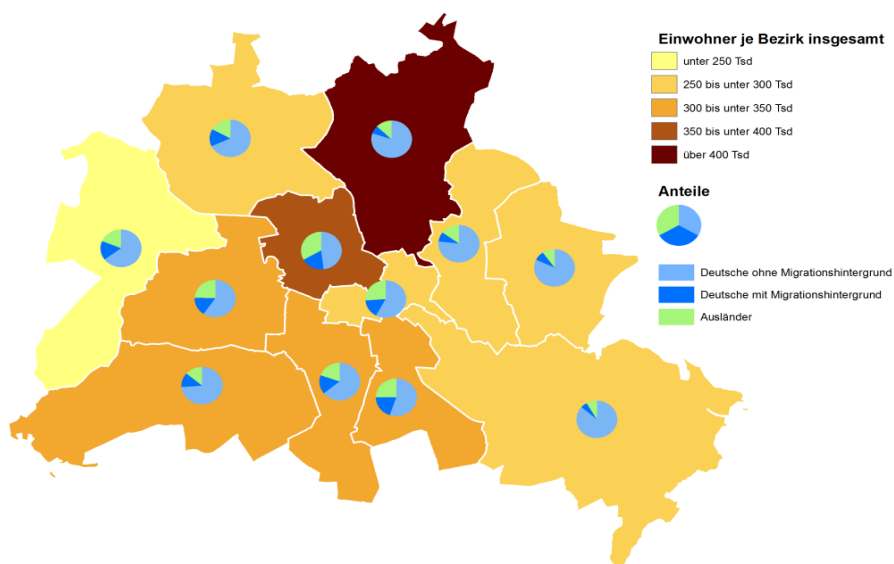 Einwohner je Bezirk insgesamt
unter 250 Tsd
250 bis unter 300 Tsd
300 bis unter 350 Tsd
350 bis unter 400 Tsd
über 400 Tsd
Anteile
Deutsche ohne Migrationshintergrund
Deutsche mit Migrationshintergrund
Ausländer